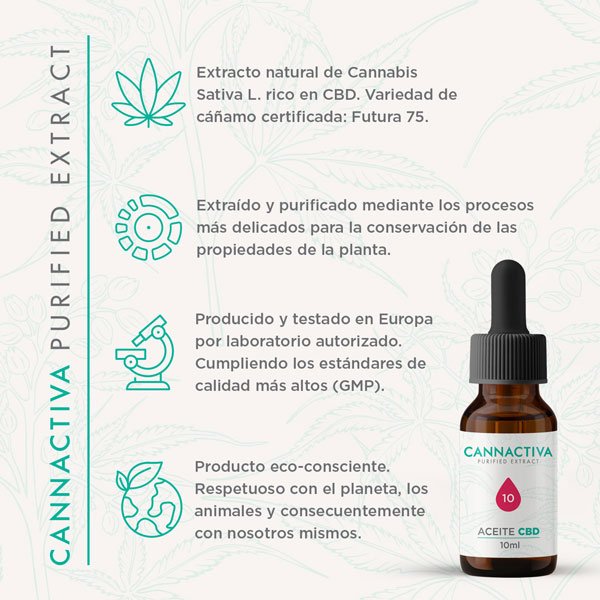 CANNACTIVA PURIFIED EXTRACT
Extracto natural de Cannabis
Sativa L. rico en CBD. Variedad de
cáñamo certificada: Futura 75.
Extraído y purificado mediante los procesos
más delicados para la conservación de las
propiedades de la planta.
Producido y testado en Europa
por laboratorio autorizado.
Cumpliendo los estándares de
calidad más altos (GMP).
Producto eco-consciente.
Respetuoso con el planeta, los
animales y consecuentemente
con nosotros mismos.
CANNACTIVA
PURIFIED EXTRACT
10
ACEITE CBD
10ml